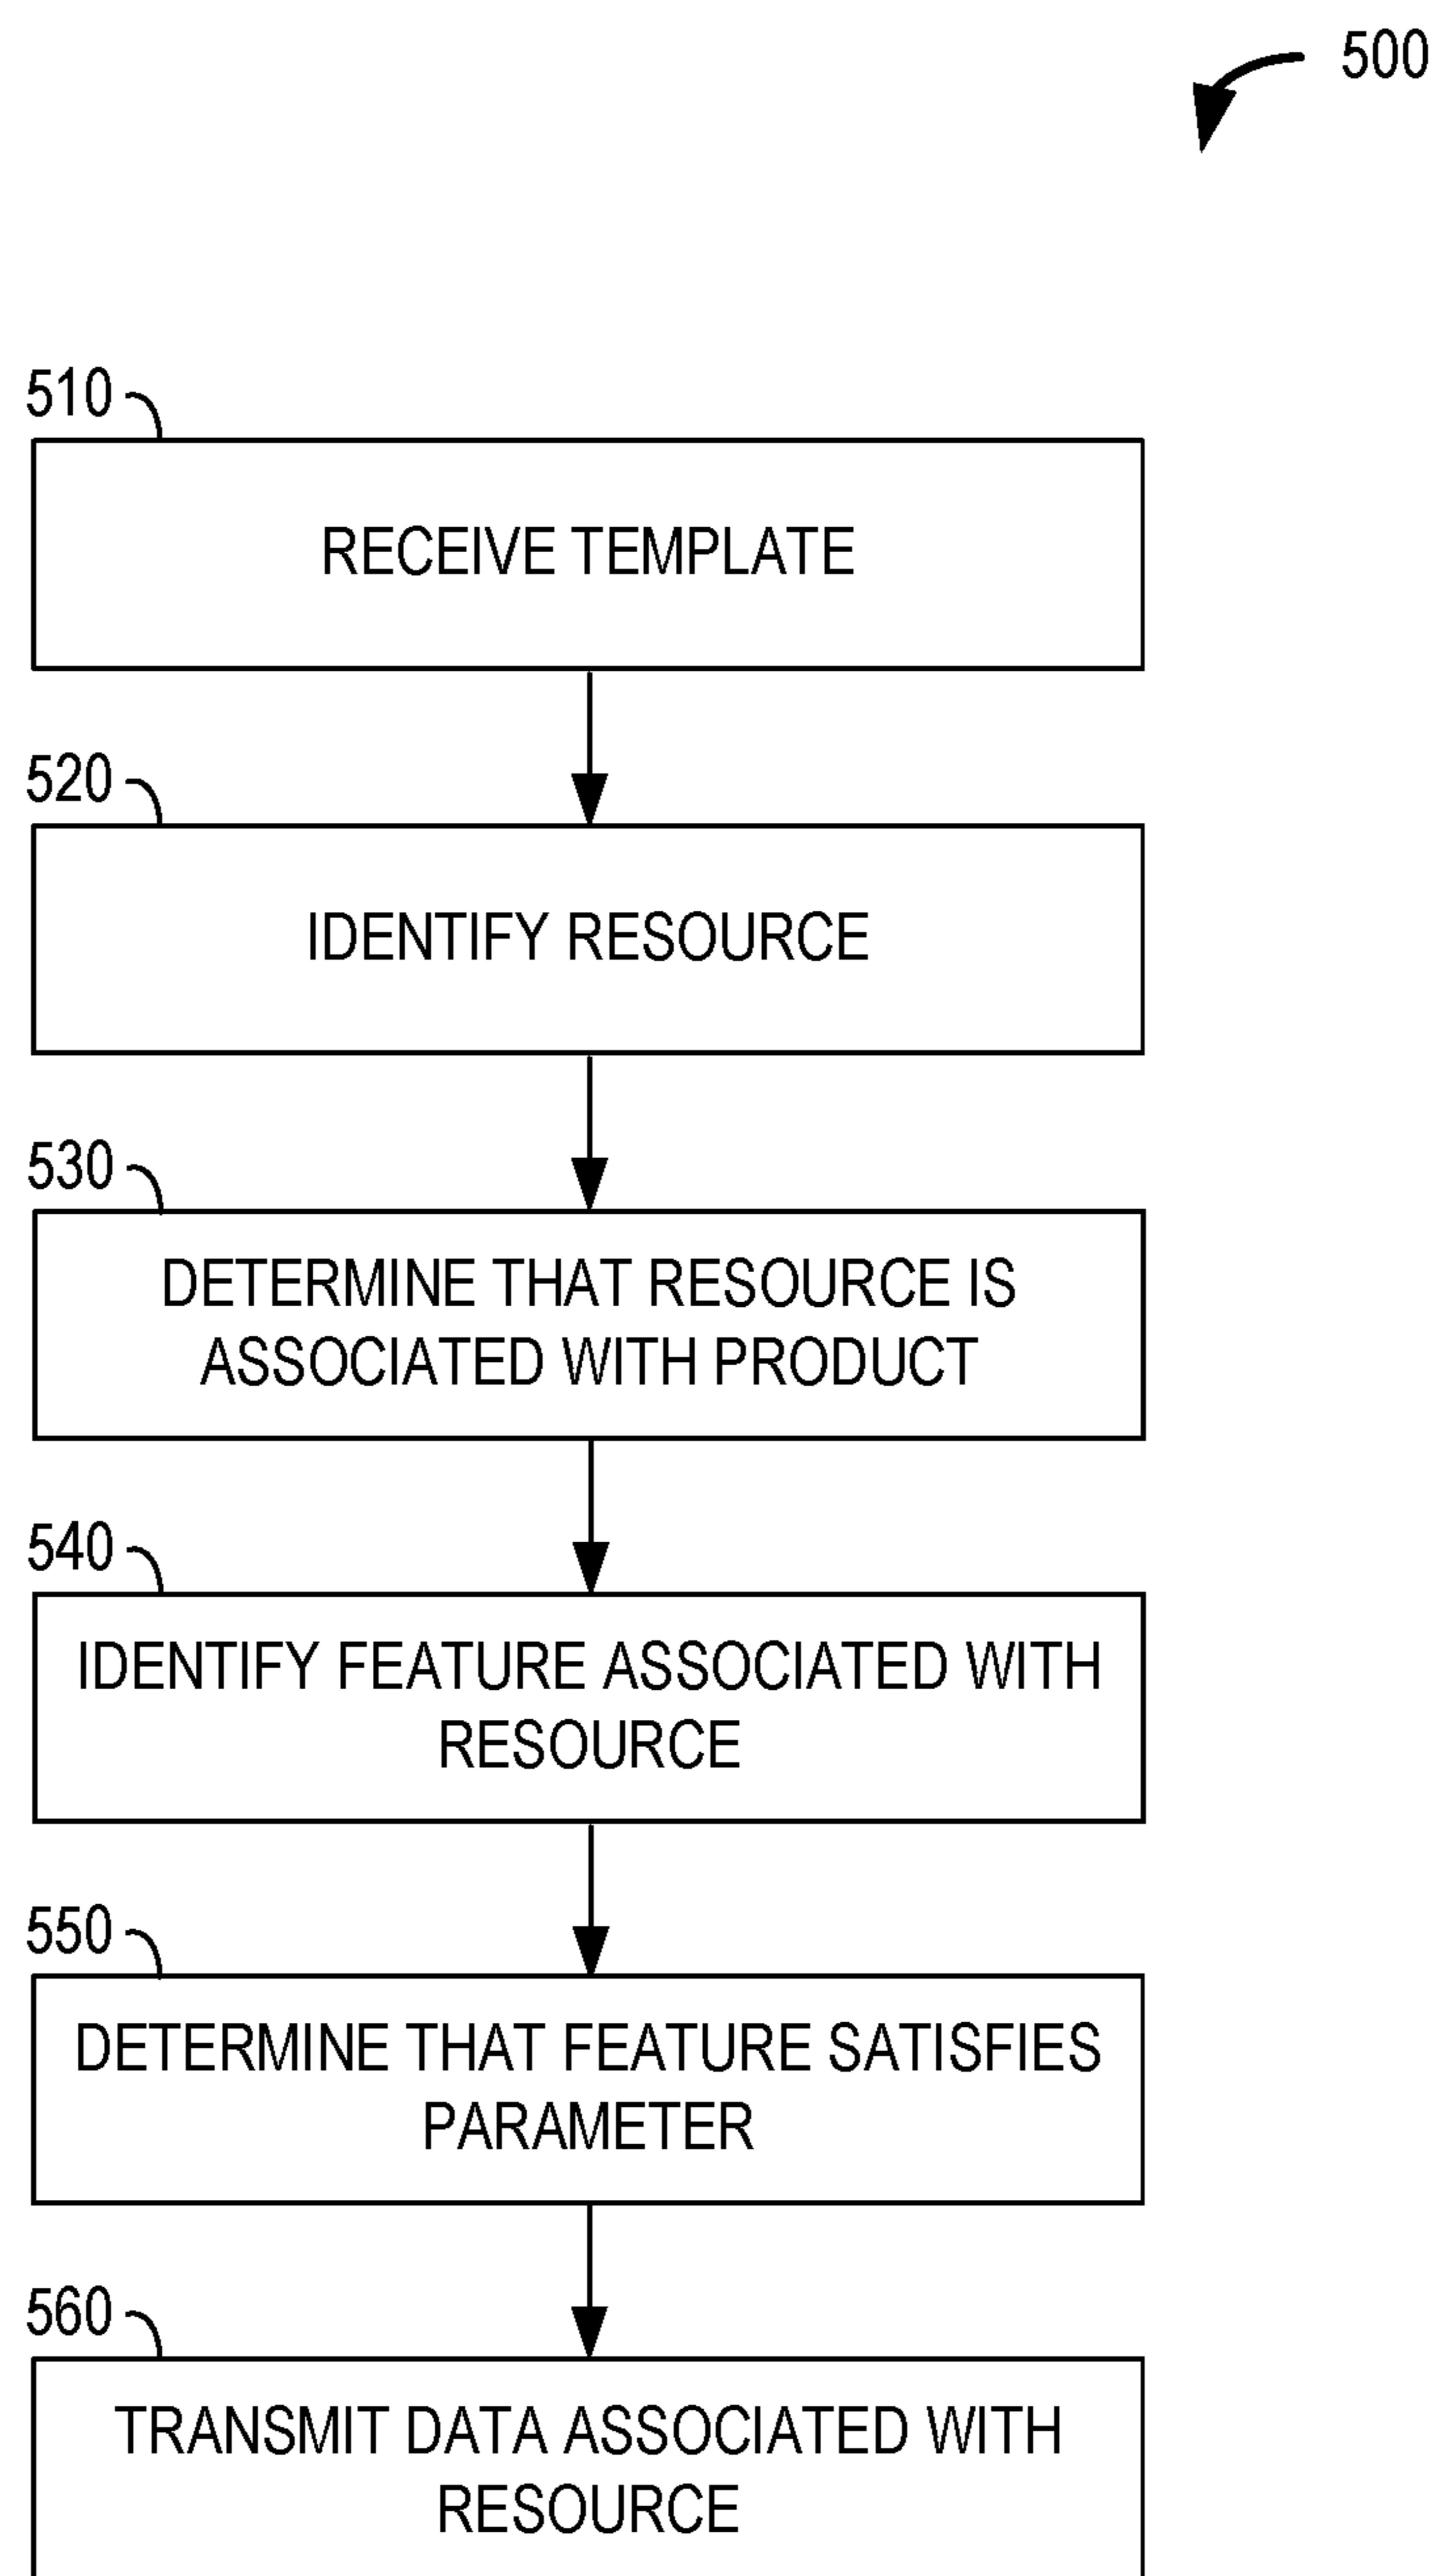 500
510
RECEIVE TEMPLATE
520
IDENTIFY RESOURCE
530
DETERMINE THAT RESOURCE IS
ASSOCIATED WITH PRODUCT
540
IDENTIFY FEATURE ASSOCIATED WITH
RESOURCE
550
DETERMINE THAT FEATURE SATISFIES
PARAMETER
560
TRANSMIT DATA ASSOCIATED WITH
RESOURCE